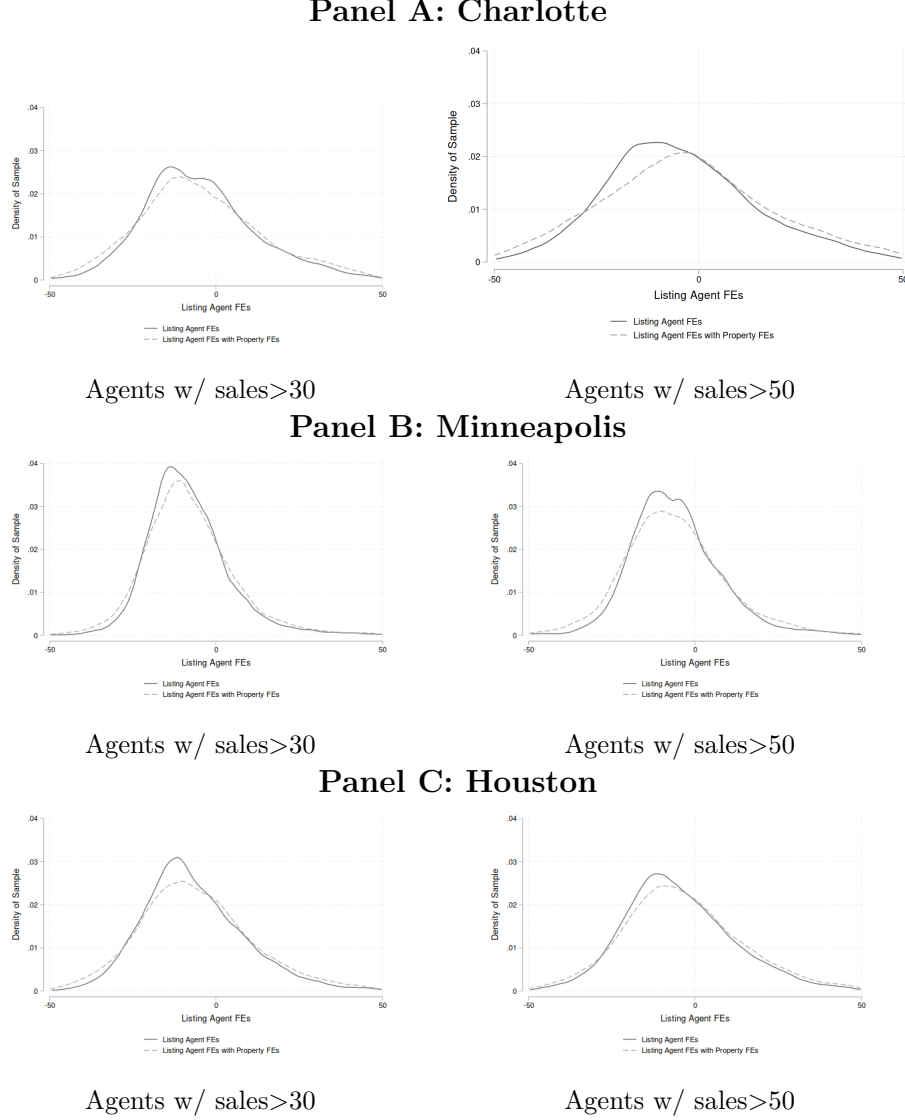 Panel A: Charlotte
.04
.03
.02
.01
0
Density of Sample
-50
0
50
Listing Agent FEs
Listing Agent FEs
Listing Agent FEs with Property FEs
Agents w/ sales>30
.04
.03
.02
.01
0
Density of Sample
-50
0
50
Listing Agent FEs
Listing Agent FEs
Listing Agent FEs with Property FEs
Agents w/ sales>50
Panel B: Minneapolis
.04
.03
.02
.01
0
Density of Sample
-50
0
50
Listing Agent FEs
Listing Agent FEs
Listing Agent FEs with Property FEs
Agents w/ sales>30
.04
.03
.02
.01
0
Density of Sample
-50
0
50
Listing Agent FEs
Listing Agent FEs
Listing Agent FEs with Property FEs
Agents w/ sales>50
Panel C: Houston
.04
.03
.02
.01
0
Density of Sample
-50
0
50
Listing Agent FEs
Listing Agent FEs
Listing Agent FEs with Property FEs
Agents w/ sales>30
.04
.03
.02
.01
0
Density of Sample
-50
0
50
Listing Agent FEs
Listing Agent FEs
Listing Agent FEs with Property FEs
Agents w/ sales>50